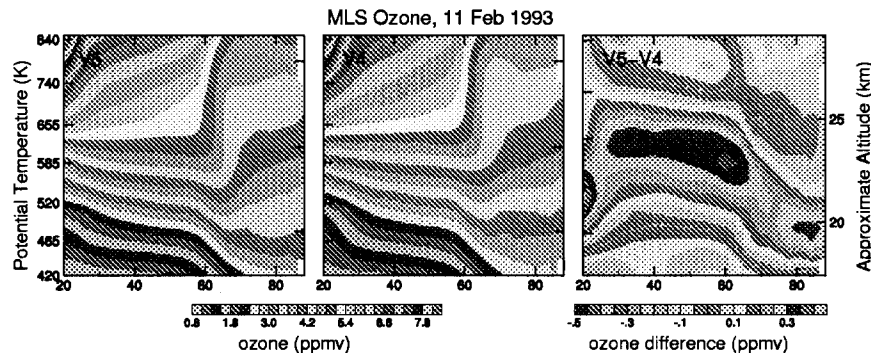 MLS Ozone, 11 Feb 1993
V5
V4
V5-V4
Potential Temperature (K)
840
740
655
585
520
465
420
Approximate Altitude (km)
25
20
20 40 60 80
20 40 60 80
20 40 60 80
0.6 1.8 3.0 4.2 5.4 6.6 7.8
ozone (ppmv)
-.5 -.3 -.1 0.1 0.3
ozone difference (ppmv)